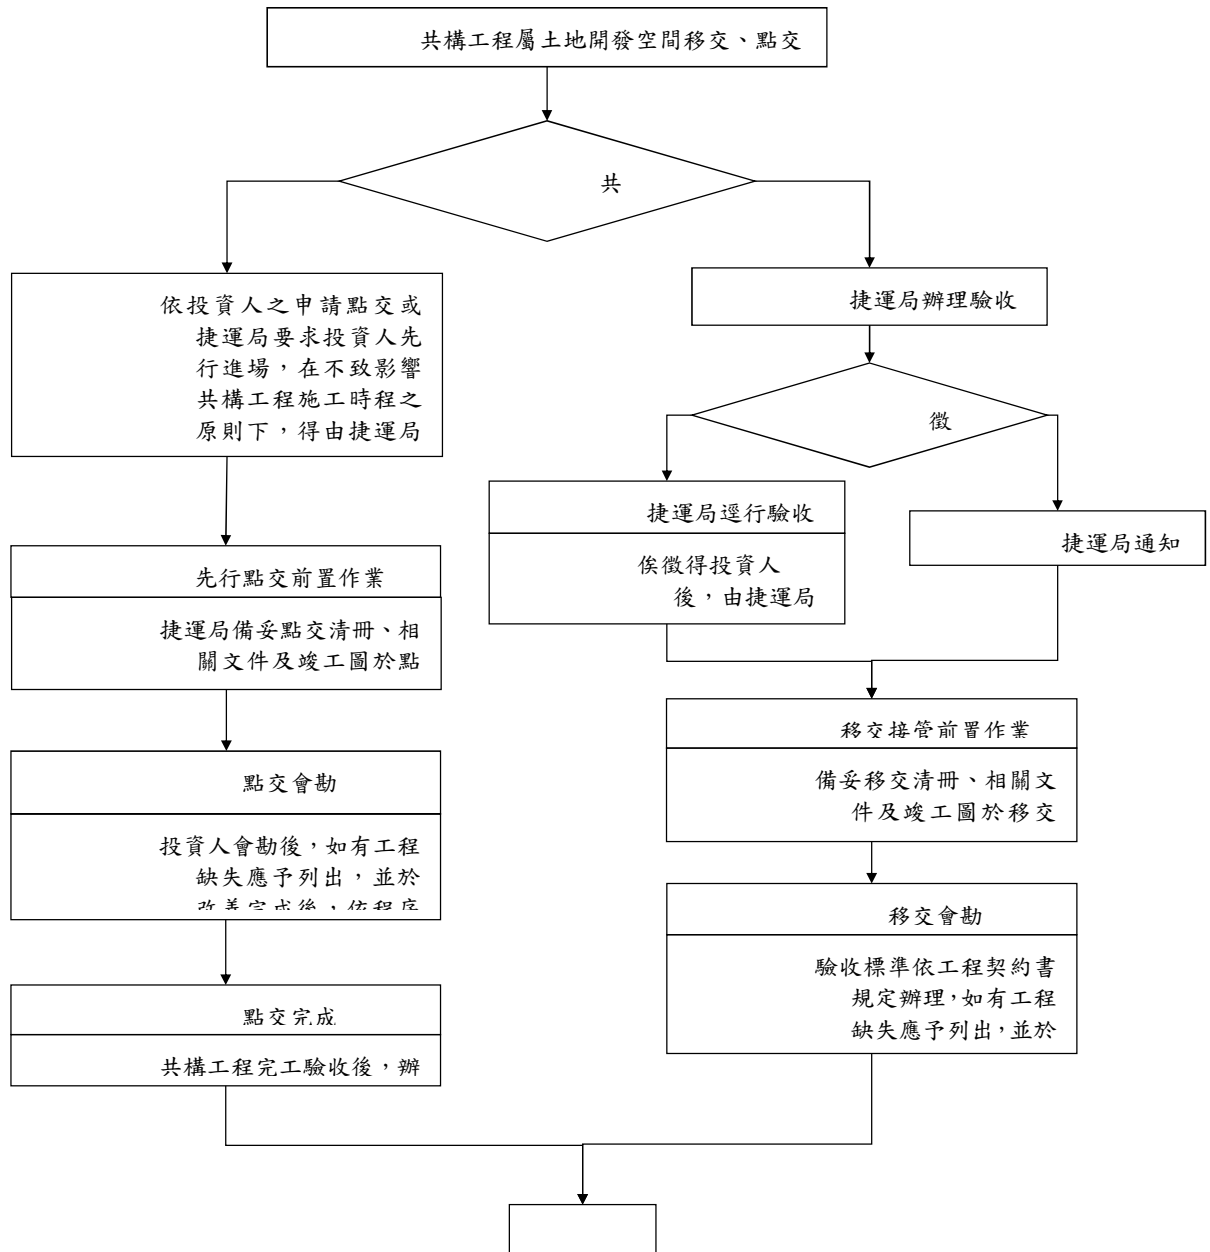 共構工程屬土地開發空間移交、點交
共
依投資人之申請點交或
捷運局要求投資人先
行進場，在不致影響
共構工程施工時程之
原則下，得由捷運局
先行點交前置作業
捷運局備妥點交清冊、相
關文件及竣工圖於點
點交會勘
投資人會勘後，如有工程
缺失應予列出，並於
改善完成後，依程序
點交完成
共構工程完工驗收後，辦
捷運局辦理驗收
徵
捷運局逕行驗收
俟徵得投資人
後，由捷運局
捷運局通知
移交接管前置作業
備妥移交清冊、相關文
件及竣工圖於移交
移交會勘
驗收標準依工程契約書
規定辦理，如有工程
缺失應予列出，並於